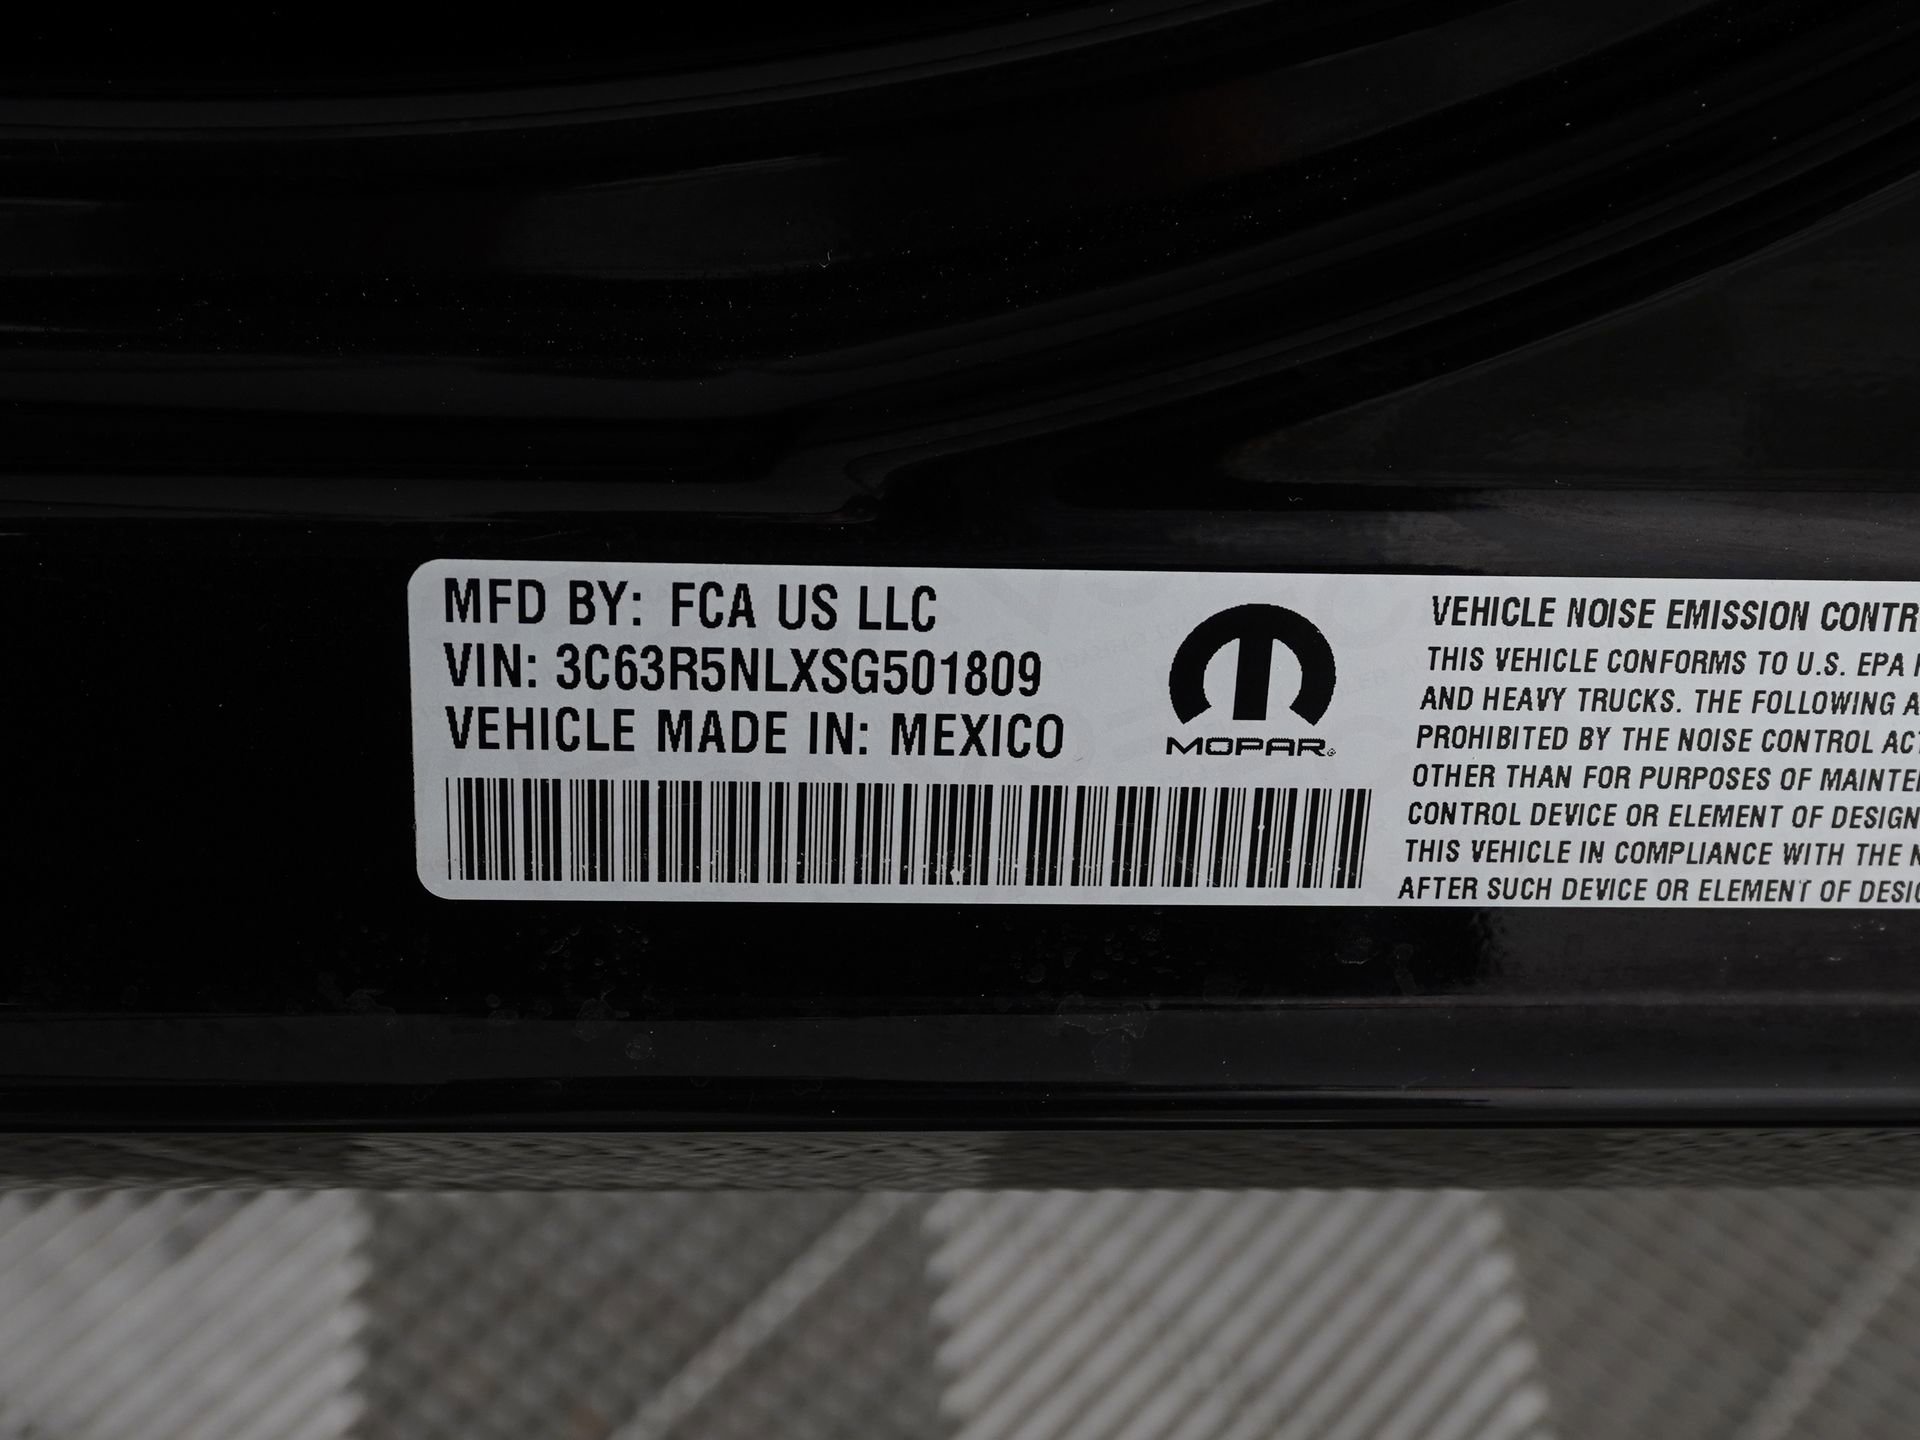 MFD BY: FCA US LLC
VIN: 3C63R5NLXSG501809
VEHICLE MADE IN: MEXICO
MOPAR®
VEHICLE NOISE EMISSION CONTR
THIS VEHICLE CONFORMS TO U.S. EPA
AND HEAVY TRUCKS. THE FOLLOWING A
PROHIBITED BY THE NOISE CONTROL ACT
OTHER THAN FOR PURPOSES OF MAINTE
CONTROL DEVICE OR ELEMENT OF DESIGN
THIS VEHICLE IN COMPLIANCE WITH THE N
AFTER SUCH DEVICE OR ELEMENT OF DESIG